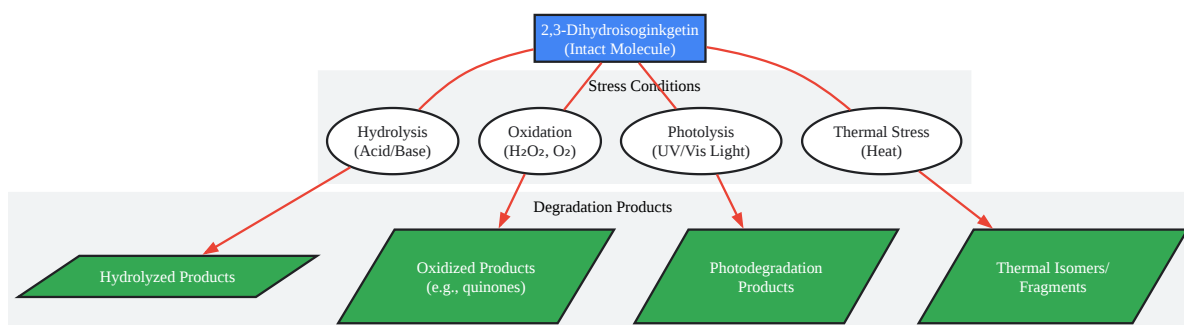 2,3-Dihydroisoginkgetin
(Intact Molecule)
Stress Conditions
Hydrolysis
(Acid/Base)
Oxidation
(H₂O₂, O₂)
Photolysis
(UV/Vis Light)
Thermal Stress
(Heat)
Degradation Products
Hydrolyzed Products
Oxidized Products
(e.g., quinones)
Photodegradation
Products
Thermal Isomers/
Fragments